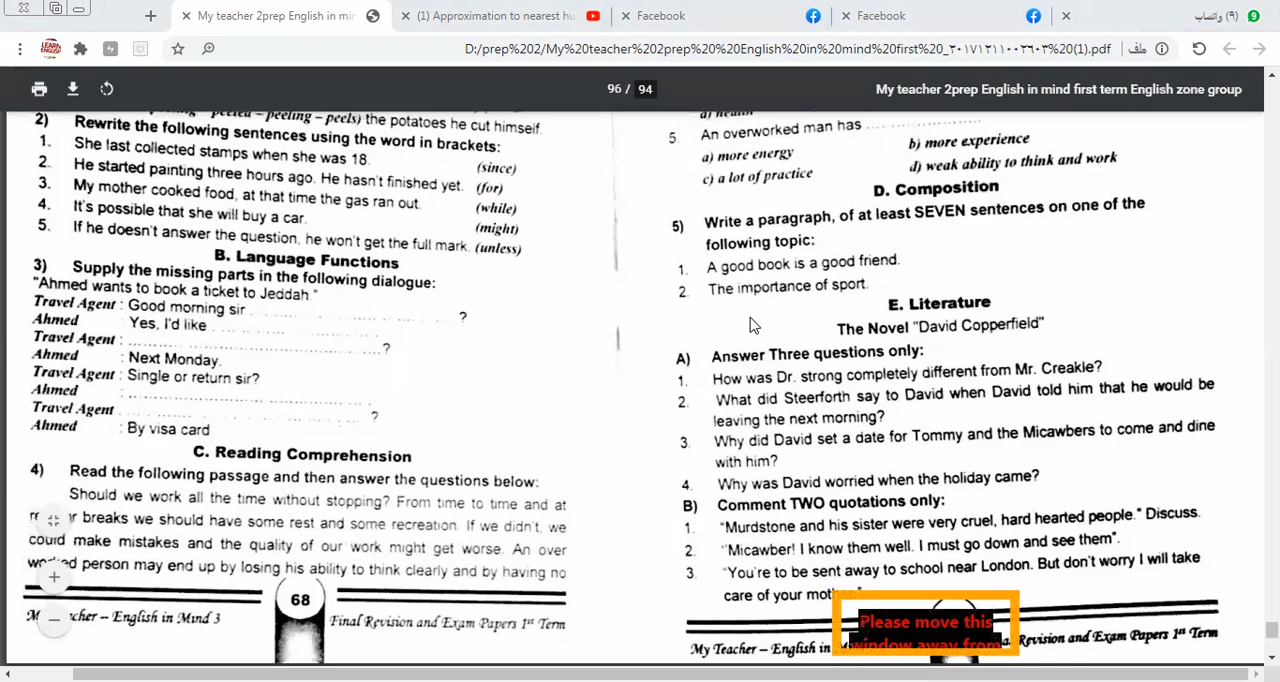 My teacher 2prep English in mind
(1) Approximation to nearest hu
Facebook
Facebook
(٩) واتساب
D:/prep%202/My%20teacher%202prep%20%20English%20in%20mind%20first%20_٢٠١٧١٢١١٠٠٢٦٠٣%20(1).pdf
ملف
96 / 94
My teacher 2prep English in mind first term English zone group
peeled – peeling – peels) the potatoes he cut himself.
2) Rewrite the following sentences using the word in brackets:
1. She last collected stamps when she was 18. (since)
2. He started painting three hours ago. He hasn't finished yet. (for)
3. My mother cooked food, at that time the gas ran out. (while)
4. It's possible that she will buy a car. (might)
5. If he doesn't answer the question, he won't get the full mark. (unless)
B. Language Functions
3) Supply the missing parts in the following dialogue:
"Ahmed wants to book a ticket to Jeddah."
Travel Agent : Good morning sir ........................................ ?
Ahmed : Yes, I'd like ........................................
Travel Agent : ........................................?
Ahmed : Next Monday.
Travel Agent : Single or return sir?
Ahmed : ........................................
Travel Agent : ........................................ ?
Ahmed : By visa card
C. Reading Comprehension
4) Read the following passage and then answer the questions below:
Should we work all the time without stopping? From time to time and at
breaks we should have some rest and some recreation. If we didn't, we
could make mistakes and the quality of our work might get worse. An over
person may end up by losing his ability to think clearly and by having no
68
My Teacher – English in Mind 3
Final Revision and Exam Papers 1st Term
a) health
5. An overworked man has ........................
a) more energy b) more experience
c) a lot of practice d) weak ability to think and work
D. Composition
5) Write a paragraph, of at least SEVEN sentences on one of the
following topic:
1. A good book is a good friend.
2. The importance of sport.
E. Literature
The Novel "David Copperfield"
A) Answer Three questions only:
1. How was Dr. strong completely different from Mr. Creakle?
2. What did Steerforth say to David when David told him that he would be
leaving the next morning?
3. Why did David set a date for Tommy and the Micawbers to come and dine
with him?
4. Why was David worried when the holiday came?
B) Comment TWO quotations only:
1. "Murdstone and his sister were very cruel, hard hearted people." Discuss.
2. "Micawber! I know them well. I must go down and see them".
3. "You're to be sent away to school near London. But don't worry I will take
care of your
Please move this
window away from
My Teacher – English in
Revision and Exam Papers 1st Term